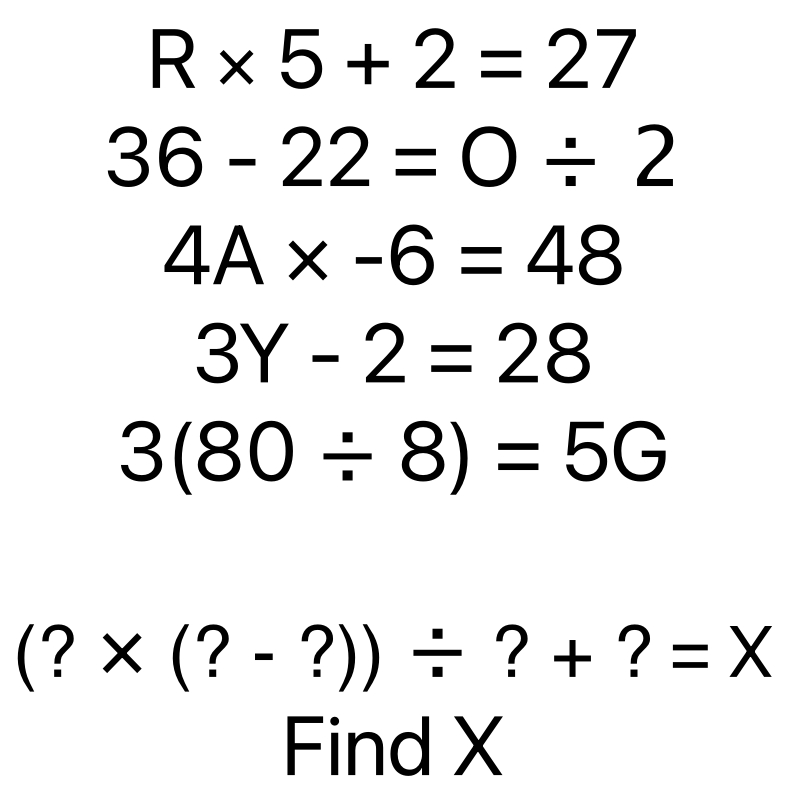 R × 5 + 2 = 27
36 - 22 = O ÷ 2
4A × -6 = 48
3Y - 2 = 28
3(80 ÷ 8) = 5G
(? × (? - ?)) ÷ ? + ? = X
Find X